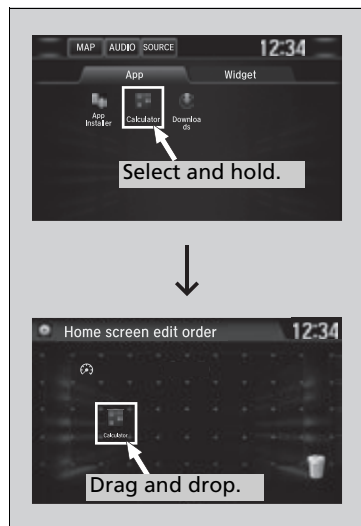 MAP AUDIO SOURCE 12:34
App Widget
App
Installer
Calculator
Downloa
ds
Select and hold.
Home screen edit order 12:34
Calculator
Drag and drop.